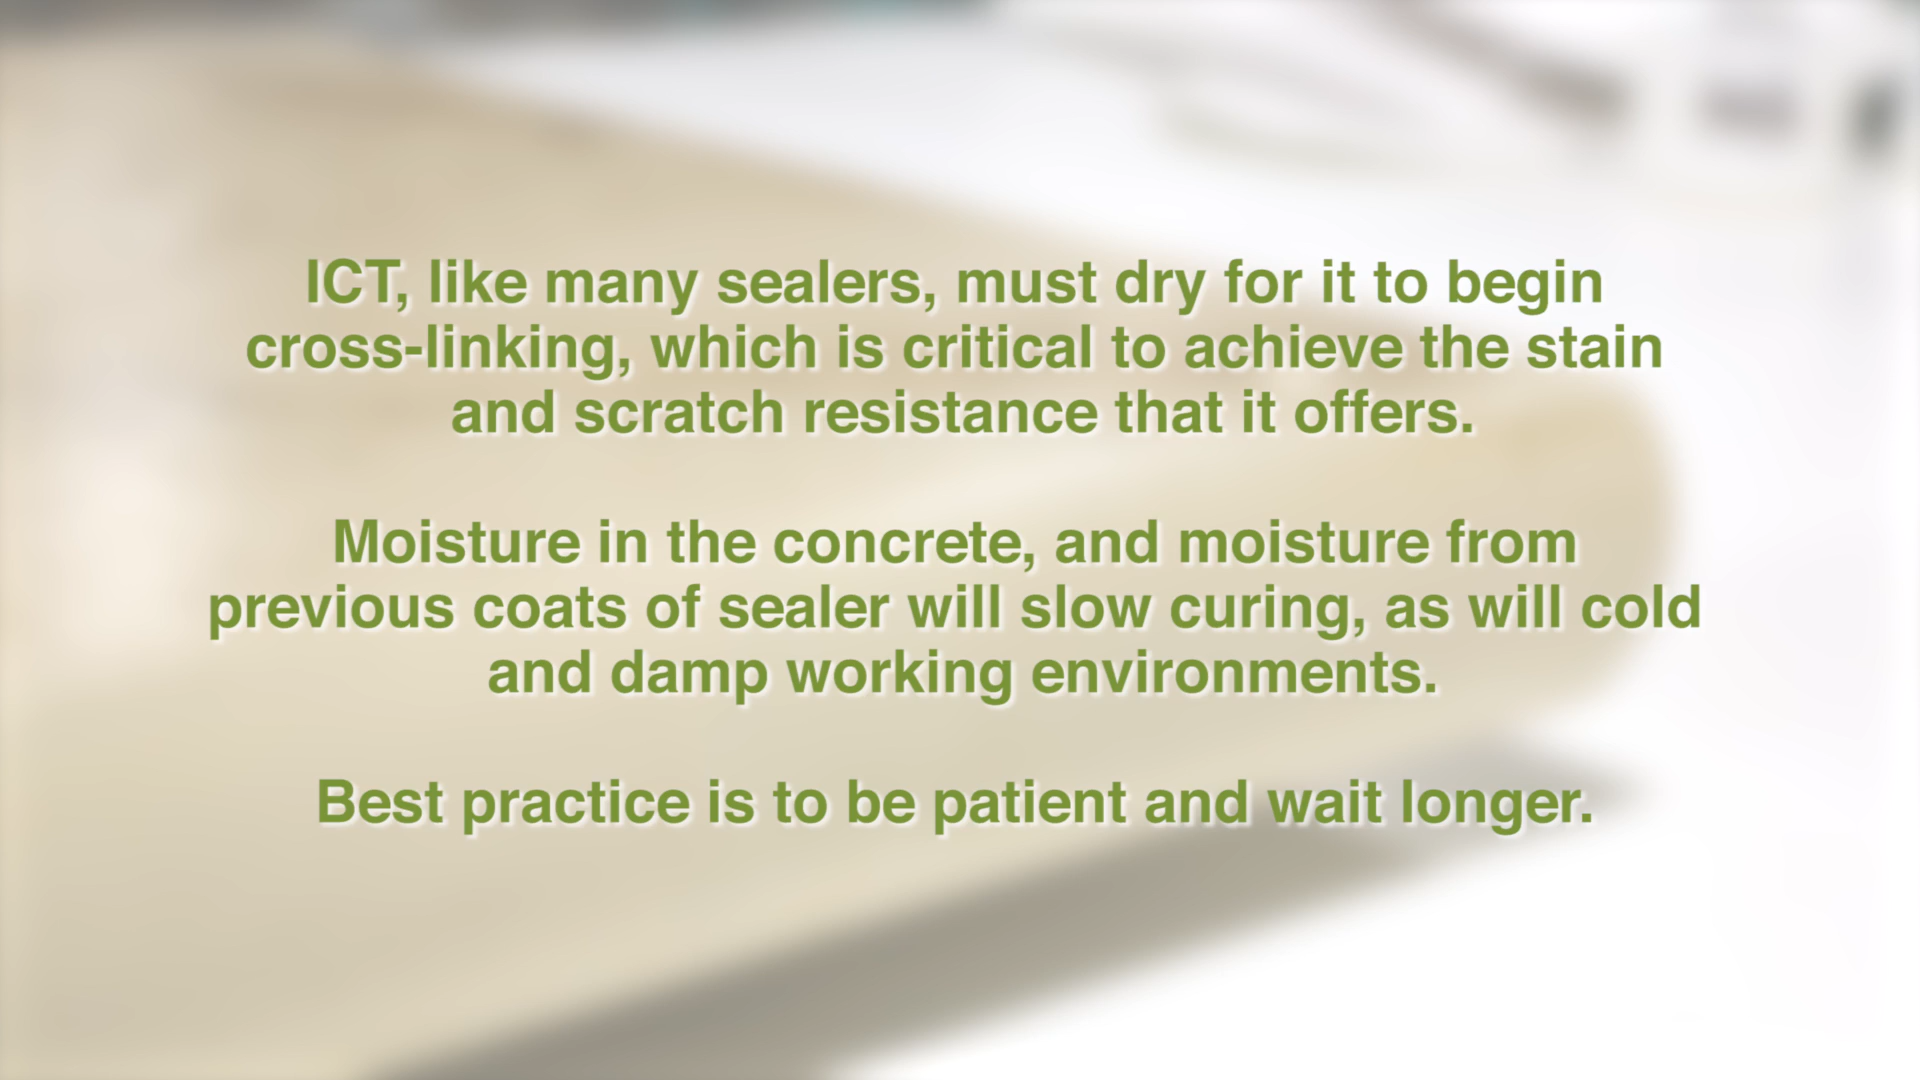 ICT, like many sealers, must dry for it to begin
cross-linking, which is critical to achieve the stain
and scratch resistance that it offers.
Moisture in the concrete, and moisture from
previous coats of sealer will slow curing, as will cold
and damp working environments.
Best practice is to be patient and wait longer.